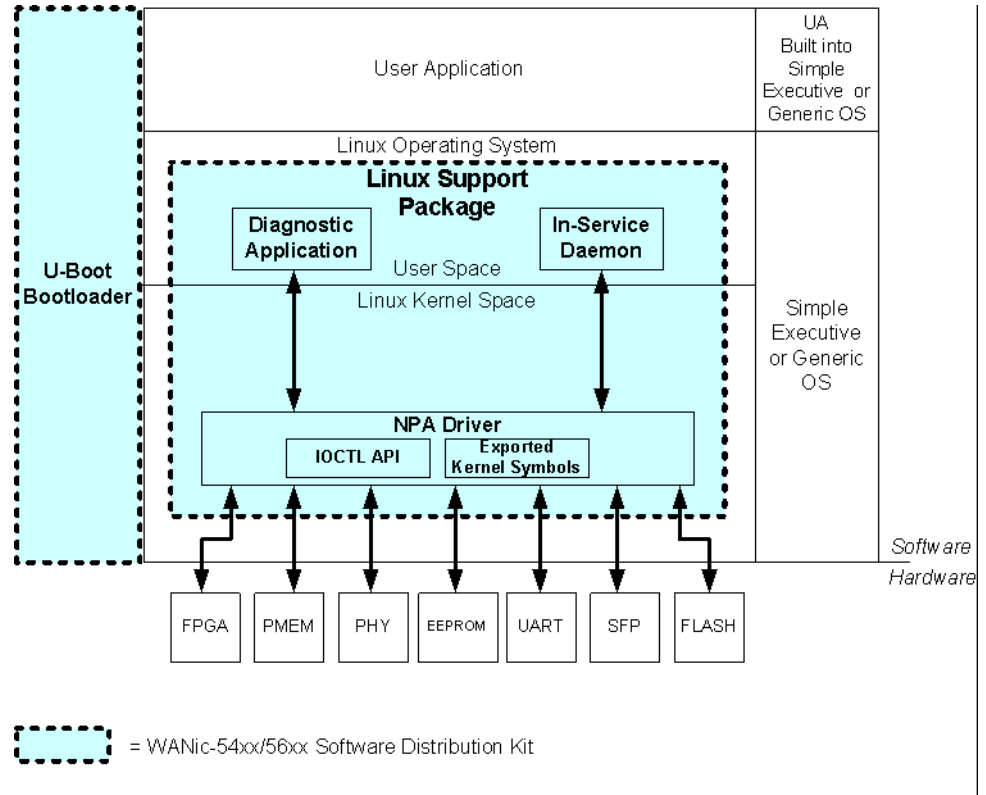 User Application
UA
Built into
Simple
Executive or
Generic OS
Linux Operating System
Linux Support
Package
Diagnostic
Application
In-Service
Daemon
U-Boot
Bootloader
User Space
Linux Kernel Space
Simple
Executive
or Generic
OS
NPA Driver
IOCTL API
Exported
Kernel Symbols
Software
Hardware
FPGA
PMEM
PHY
EEPROM
UART
SFP
FLASH
= WANic-54xx/56xx Software Distribution Kit